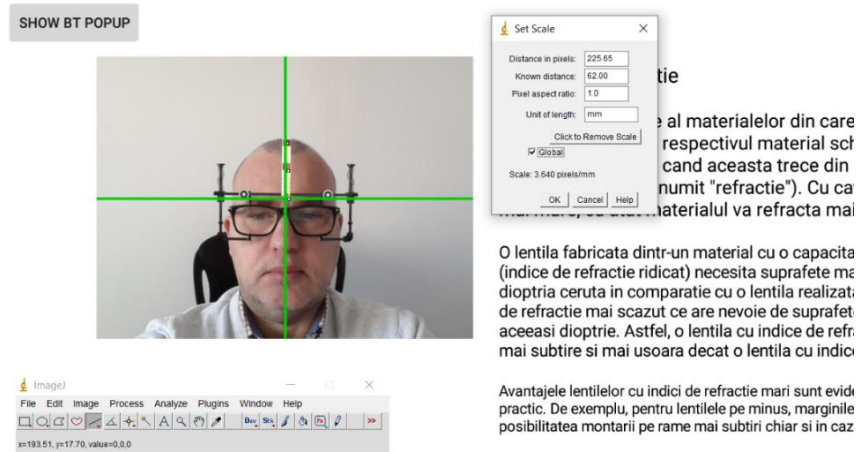 SHOW BT POPUP
Set Scale
Distance in pixels: 225.65
Known distance: 62.00
Pixel aspect ratio: 1.0
Unit of length: mm
Click to Remove Scale
Global
Scale: 3.640 pixels/mm
OK Cancel Help
tie
al materialelor din care
respectivul material sch
cand aceasta trece din
numit "refractie"). Cu ca
materialul va refracta mai
O lentila fabricata dintr-un material cu o capacita
(indice de refractie ridicat) necesita suprafete ma
dioptria ceruta in comparatie cu o lentila realizata
de refractie mai scazut ce are nevoie de suprafete
aceeasi dioptrie. Astfel, o lentila cu indice de refr
mai subtire si mai usoara decat o lentila cu indice
Avantajele lentilelor cu indici de refractie mari sunt evide
practic. De exemplu, pentru lentilele pe minus, marginile
posibilitatea montarii pe rame mai subtiri chiar si in caz
ImageJ
File Edit Image Process Analyze Plugins Window Help
A Dev Stk >>
x=193.51, y=17.70, value=0,0,0